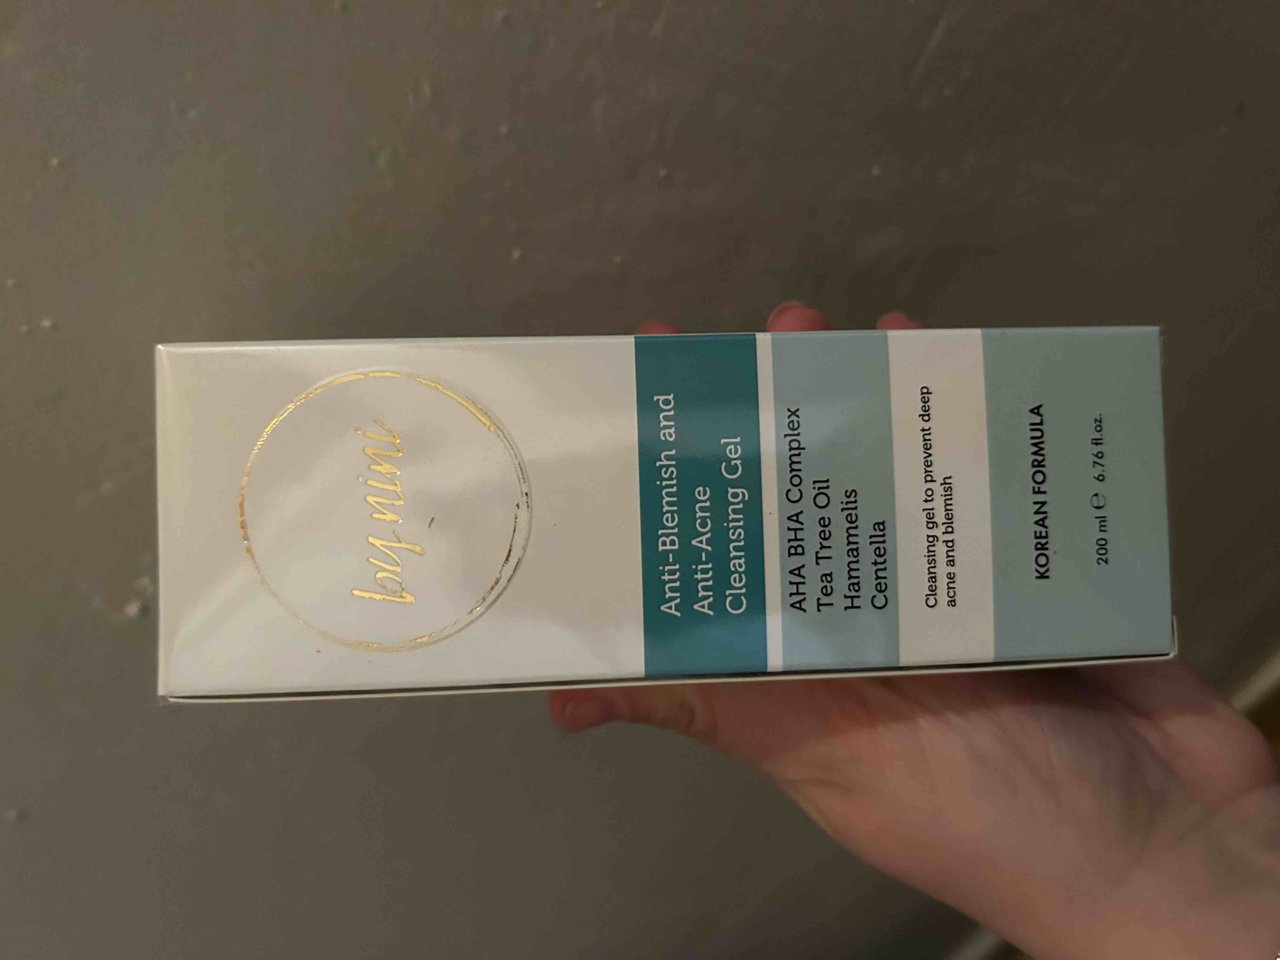 by nini
Anti-Blemish and
Anti-Acne
Cleansing Gel
AHA BHA Complex
Tea Tree Oil
Hamamelis
Centella
Cleansing gel to prevent deep
acne and blemish
KOREAN FORMULA
200 ml ℮ 6.76 fl.oz.